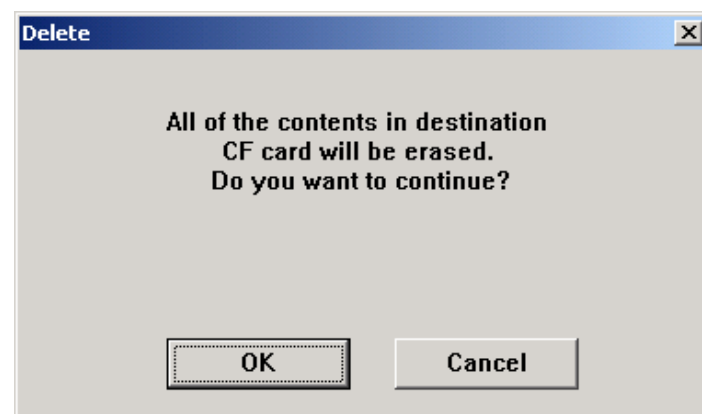 Delete
All of the contents in destination
CF card will be erased.
Do you want to continue?
OK
Cancel